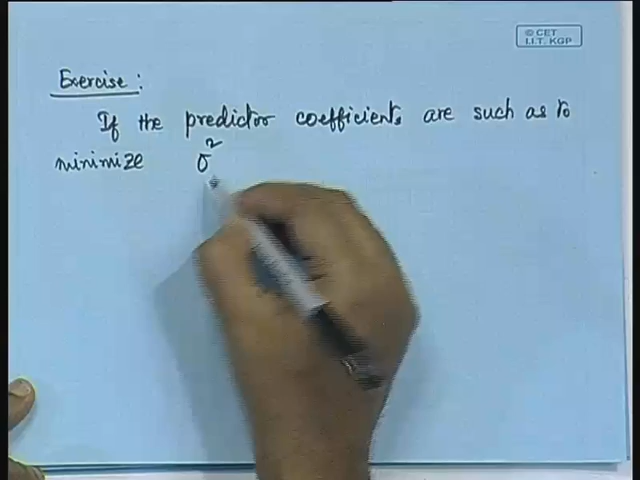 © CET
I.I.T. KGP
Exercise:
If the predictor coefficients are such as to
minimize σ²